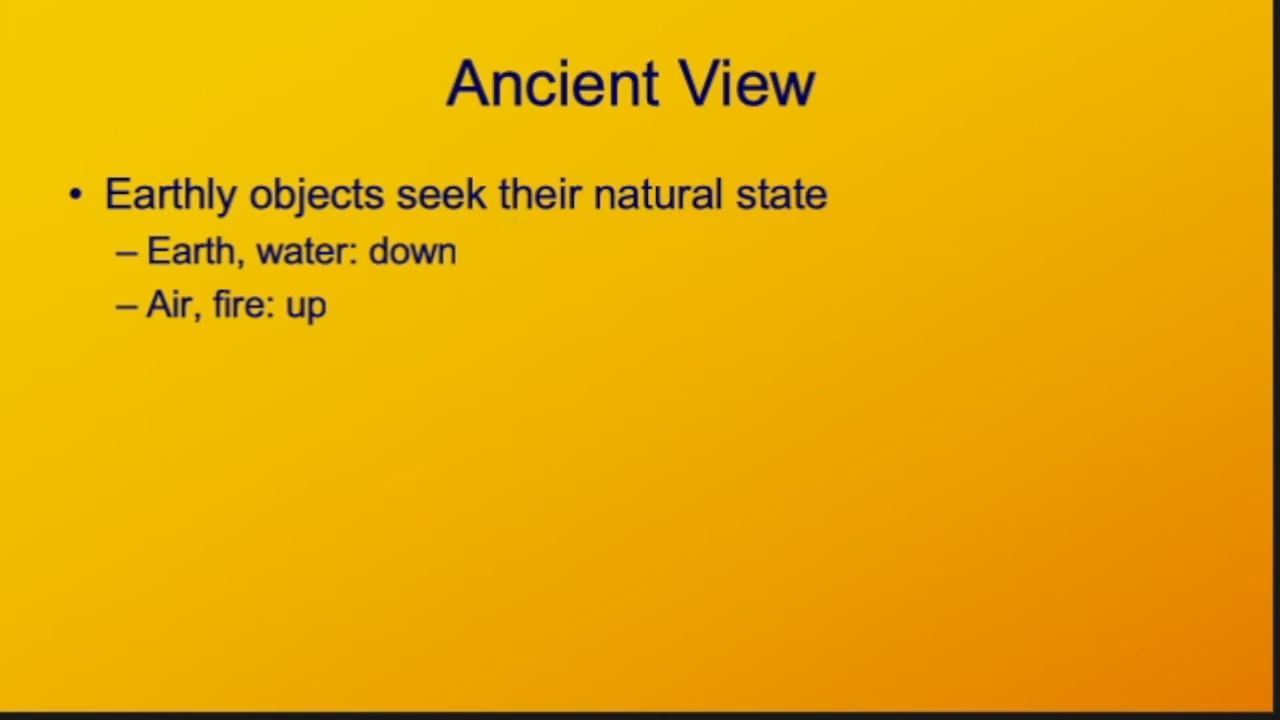 Ancient View
• Earthly objects seek their natural state
– Earth, water: down
– Air, fire: up